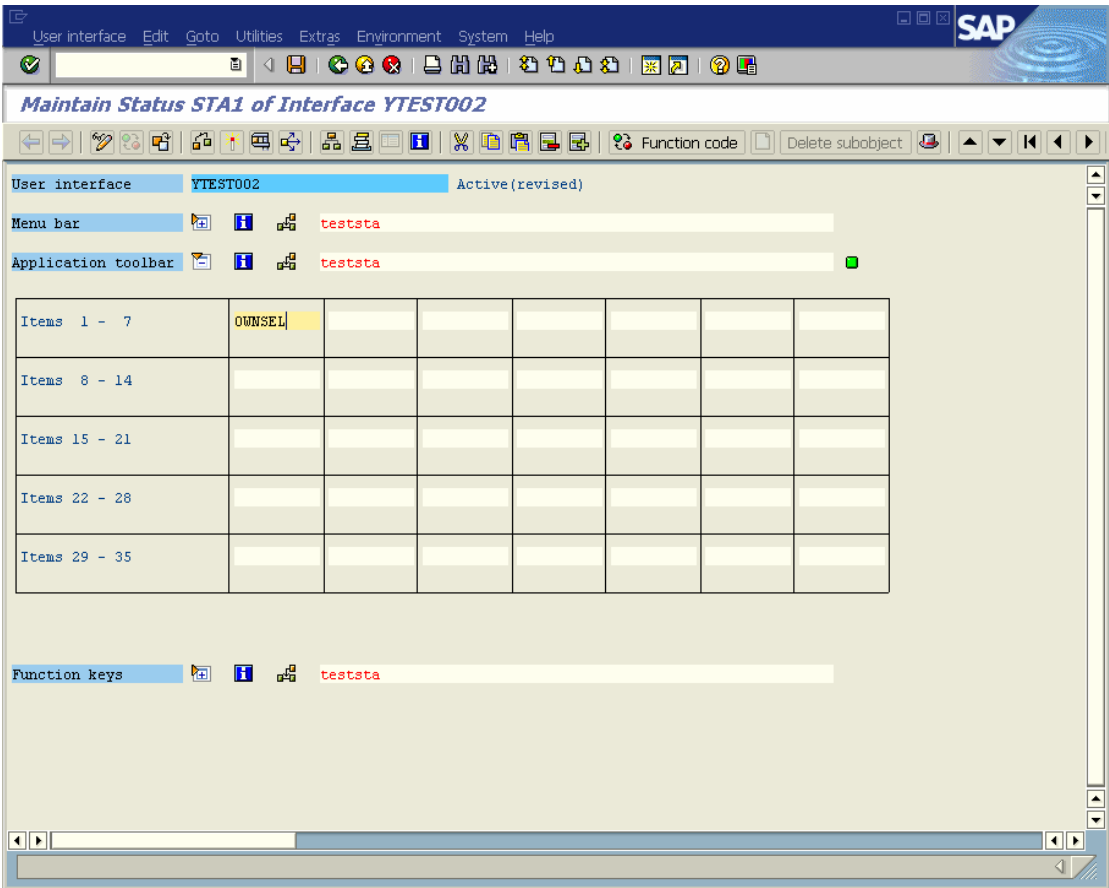 User interface Edit Goto Utilities Extras Environment System Help
SAP
Maintain Status STA1 of Interface YTEST002
Function code Delete subobject
User interface YTEST002 Active(revised)
Menu bar teststa
Application toolbar teststa
Items 1 - 7 OWNSEL
Items 8 - 14
Items 15 - 21
Items 22 - 28
Items 29 - 35
Function keys teststa